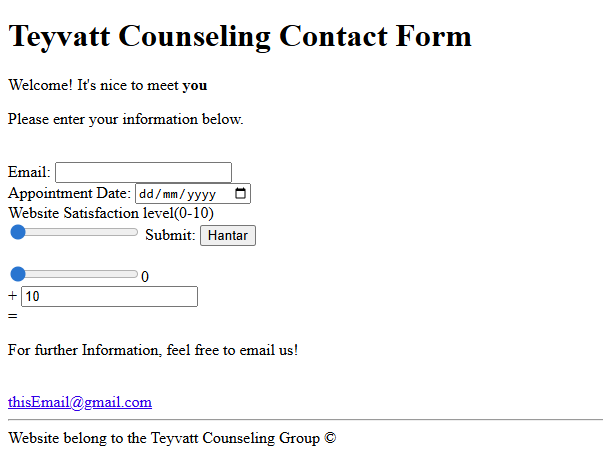 Teyvatt Counseling Contact Form
Welcome! It's nice to meet you
Please enter your information below.
Email:
Appointment Date: dd/mm/yyyy
Website Satisfaction level(0-10)
Submit: Hantar
0
+ 10
=
For further Information, feel free to email us!
thisEmail@gmail.com
Website belong to the Teyvatt Counseling Group ©